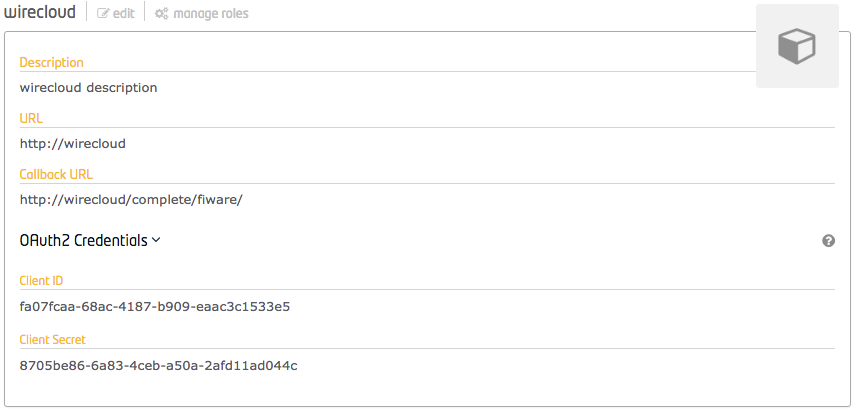 wirecloud edit manage roles
Description
wirecloud description
URL
http://wirecloud
Callback URL
http://wirecloud/complete/fiware/
OAuth2 Credentials
Client ID
fa07fcaa-68ac-4187-b909-eaac3c1533e5
Client Secret
8705be86-6a83-4ceb-a50a-2afd11ad044c